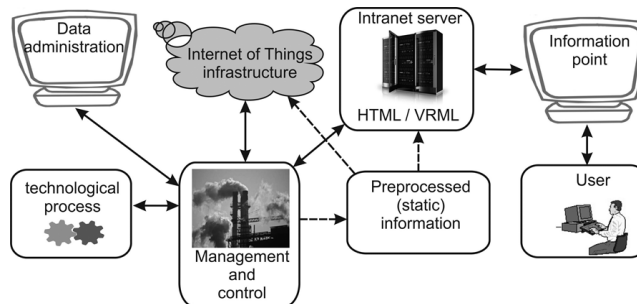 Data
administration
Internet of Things
infrastructure
Intranet server
HTML / VRML
Information
point
technological
process
Management
and
control
Preprocessed
(static)
information
User